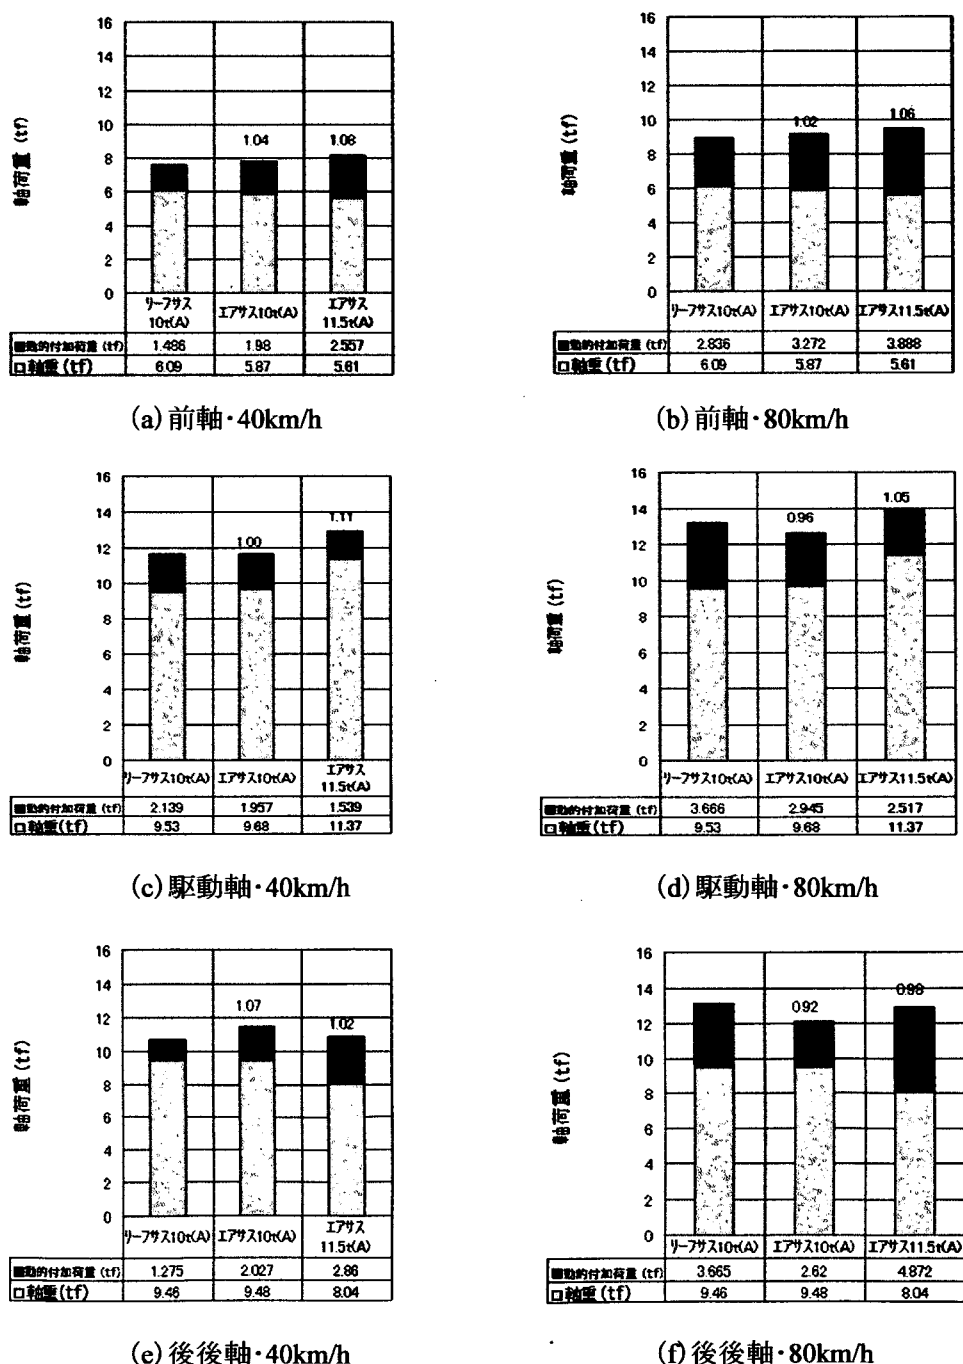 16
14
12
10
8
6
4
2
0
軸荷重 (tf)
1.04
1.08
リーフサス
10t(A)
エアサス10t(A)
エアサス
11.5t(A)
動的付加荷重 (tf) 1.486 1.98 2.557
軸重 (tf) 6.09 5.87 5.61
(a) 前軸・40km/h
16
14
12
10
8
6
4
2
0
軸荷重 (tf)
1.02
1.06
リーフサス10t(A) エアサス10t(A) エアサス11.5t(A)
動的付加荷重 (tf) 2.836 3.272 3.888
軸重 (tf) 6.09 5.87 5.61
(b) 前軸・80km/h
16
14
12
10
8
6
4
2
0
軸荷重 (tf)
1.00
1.11
リーフサス10t(A) エアサス10t(A) エアサス
11.5t(A)
動的付加荷重 (tf) 2.139 1.957 1.539
軸重(tf) 9.53 9.68 11.37
(c) 駆動軸・40km/h
16
14
12
10
8
6
4
2
0
軸荷重 (tf)
0.96
1.05
リーフサス10t(A) エアサス10t(A) エアサス11.5t(A)
動的付加荷重 (tf) 3.666 2.945 2.517
軸重(tf) 9.53 9.68 11.37
(d) 駆動軸・80km/h
16
14
12
10
8
6
4
2
0
軸荷重 (tf)
1.07
1.02
リーフサス10t(A) エアサス10t(A) エアサス
11.5t(A)
動的付加荷重 (tf) 1.275 2.027 2.86
軸重(tf) 9.46 9.48 8.04
(e) 後後軸・40km/h
16
14
12
10
8
6
4
2
0
軸荷重 (tf)
0.92
0.98
リーフサス10t(A) エアサス10t(A) エアサス11.5t(A)
動的付加荷重 (tf) 3.665 2.62 4.872
軸重(tf) 9.46 9.48 8.04
(f) 後後軸・80km/h